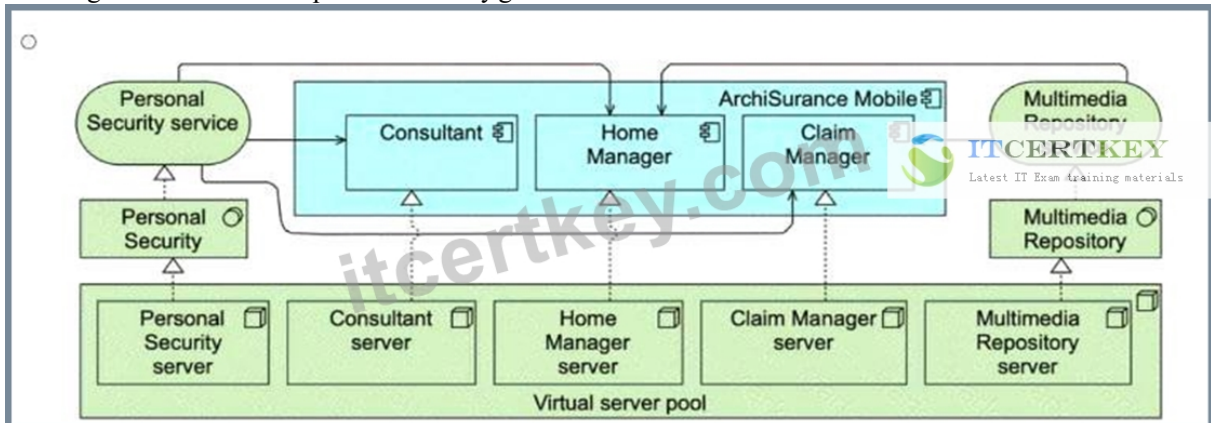 Personal
Security service
ArchiSurance Mobile
Multimedia
Repository
Consultant
Home
Manager
Claim
Manager
ITCERTKEY
Latest IT Exam training materials
Personal
Security
Multimedia
Repository
itcertkey.com
Personal
Security
server
Consultant
server
Home
Manager
server
Claim Manager
server
Multimedia
Repository
server
Virtual server pool